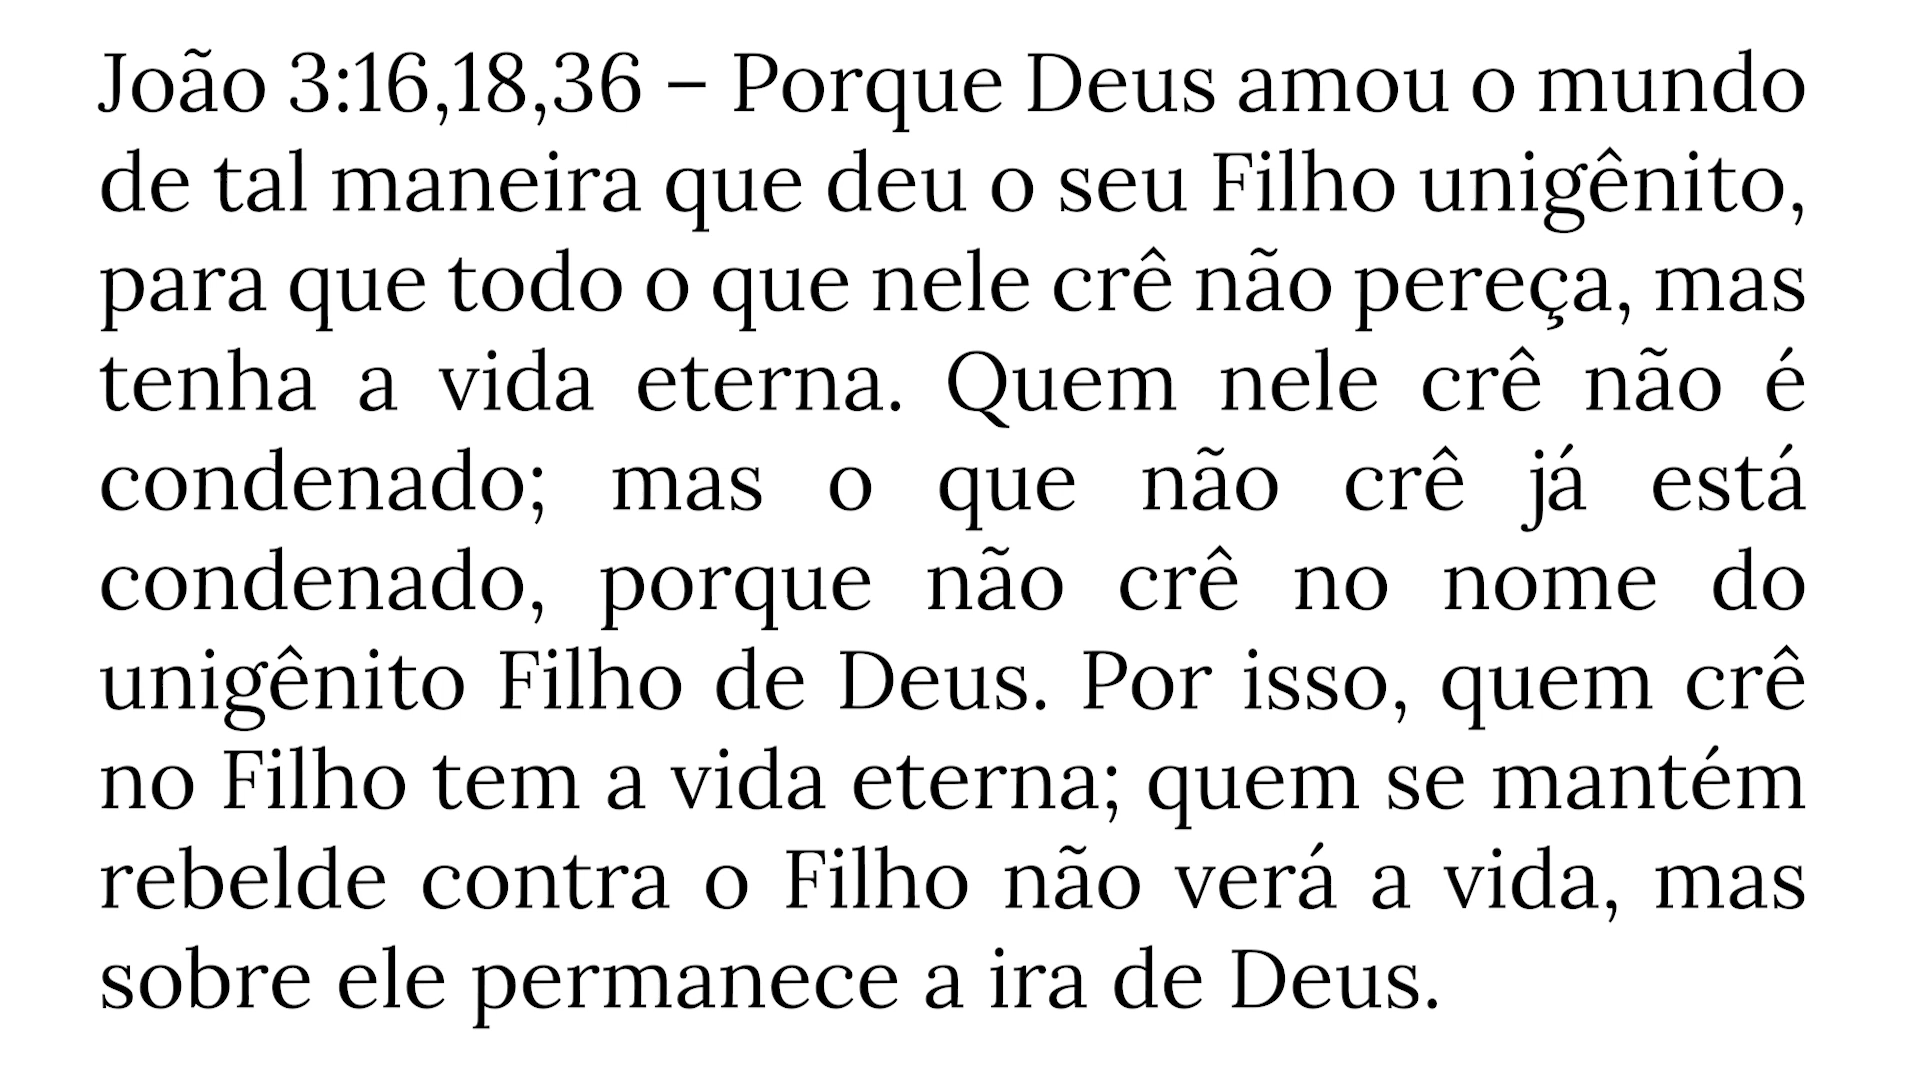 João 3:16,18,36 – Porque Deus amou o mundo
de tal maneira que deu o seu Filho unigênito,
para que todo o que nele crê não pereça, mas
tenha a vida eterna. Quem nele crê não é
condenado; mas o que não crê já está
condenado, porque não crê no nome do
unigênito Filho de Deus. Por isso, quem crê
no Filho tem a vida eterna; quem se mantém
rebelde contra o Filho não verá a vida, mas
sobre ele permanece a ira de Deus.